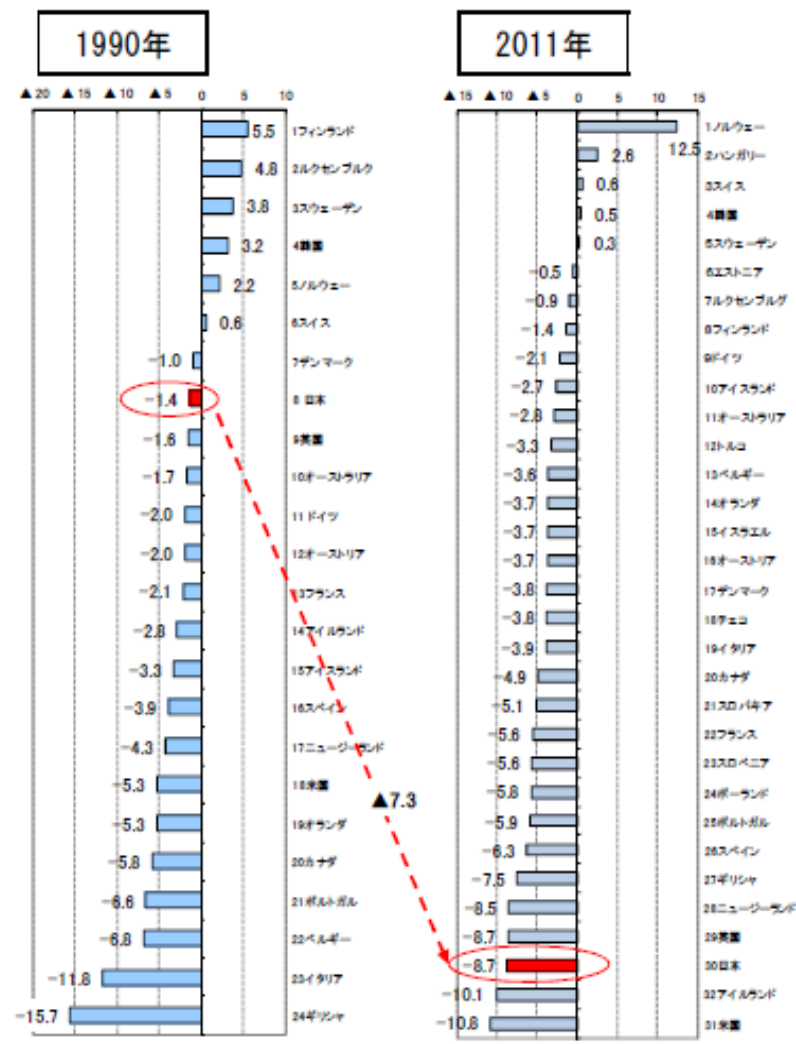 1990年
▲20 ▲15 ▲10 ▲5 0 5 10
5.5 1フィンランド
4.8 2ルクセンブルク
3.8 3スウェーデン
3.2 4韓国
2.2 5ノルウェー
0.6 6スイス
−1.0 7デンマーク
−1.4 8 日本
−1.6 9英国
−1.7 10オーストラリア
−2.0 11ドイツ
−2.0 12オーストリア
−2.1 13フランス
−2.8 14アイルランド
−3.3 15アイスランド
−3.9 16スペイン
−4.3 17ニュージーランド
−5.3 18米国
−5.3 19オランダ
−5.8 20カナダ
−6.6 21ポルトガル
−6.8 22ベルギー
−11.8 23イタリア
−15.7 24ギリシャ
▲7.3
2011年
▲15 ▲10 ▲5 0 5 10 15
12.5 1ノルウェー
2.6 2ハンガリー
0.6 3スイス
0.5 4韓国
0.3 5スウェーデン
−0.5 6エストニア
−0.9 7ルクセンブルグ
−1.4 8フィンランド
−2.1 9ドイツ
−2.7 10アイスランド
−2.8 11オーストラリア
−3.3 12トルコ
−3.6 13ベルギー
−3.7 14オランダ
−3.7 15イスラエル
−3.7 16オーストリア
−3.8 17デンマーク
−3.8 18チェコ
−3.9 19イタリア
−4.9 20カナダ
−5.1 21スロバキア
−5.6 22フランス
−5.6 23スロベニア
−5.8 24ポーランド
−5.9 25ポルトガル
−6.3 26スペイン
−7.5 27ギリシャ
−8.5 28ニュージーランド
−8.7 29英国
−8.7 30日本
−10.1 32アイルランド
−10.8 31米国